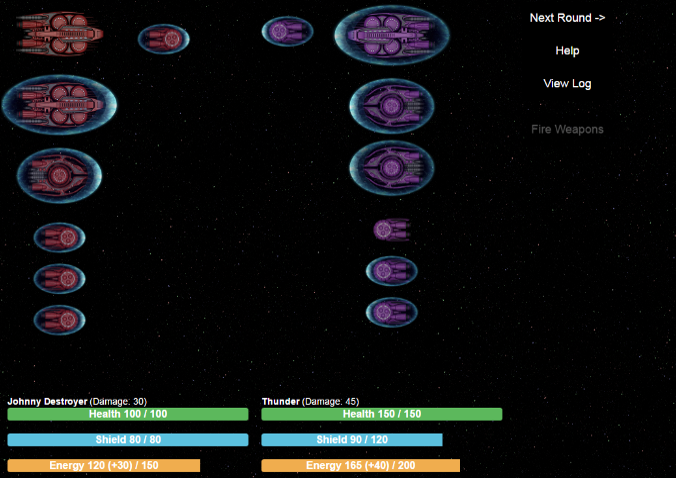 Next Round ->
Help
View Log
Fire Weapons
Johnny Destroyer (Damage: 30)
Health 100 / 100
Shield 80 / 80
Energy 120 (+30) / 150
Thunder (Damage: 45)
Health 150 / 150
Shield 90 / 120
Energy 165 (+40) / 200